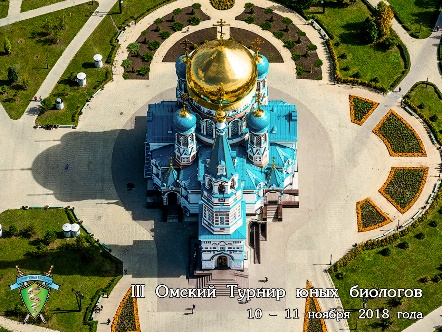 III Омский Турнир юных биологов
10 – 11 ноября 2018 года